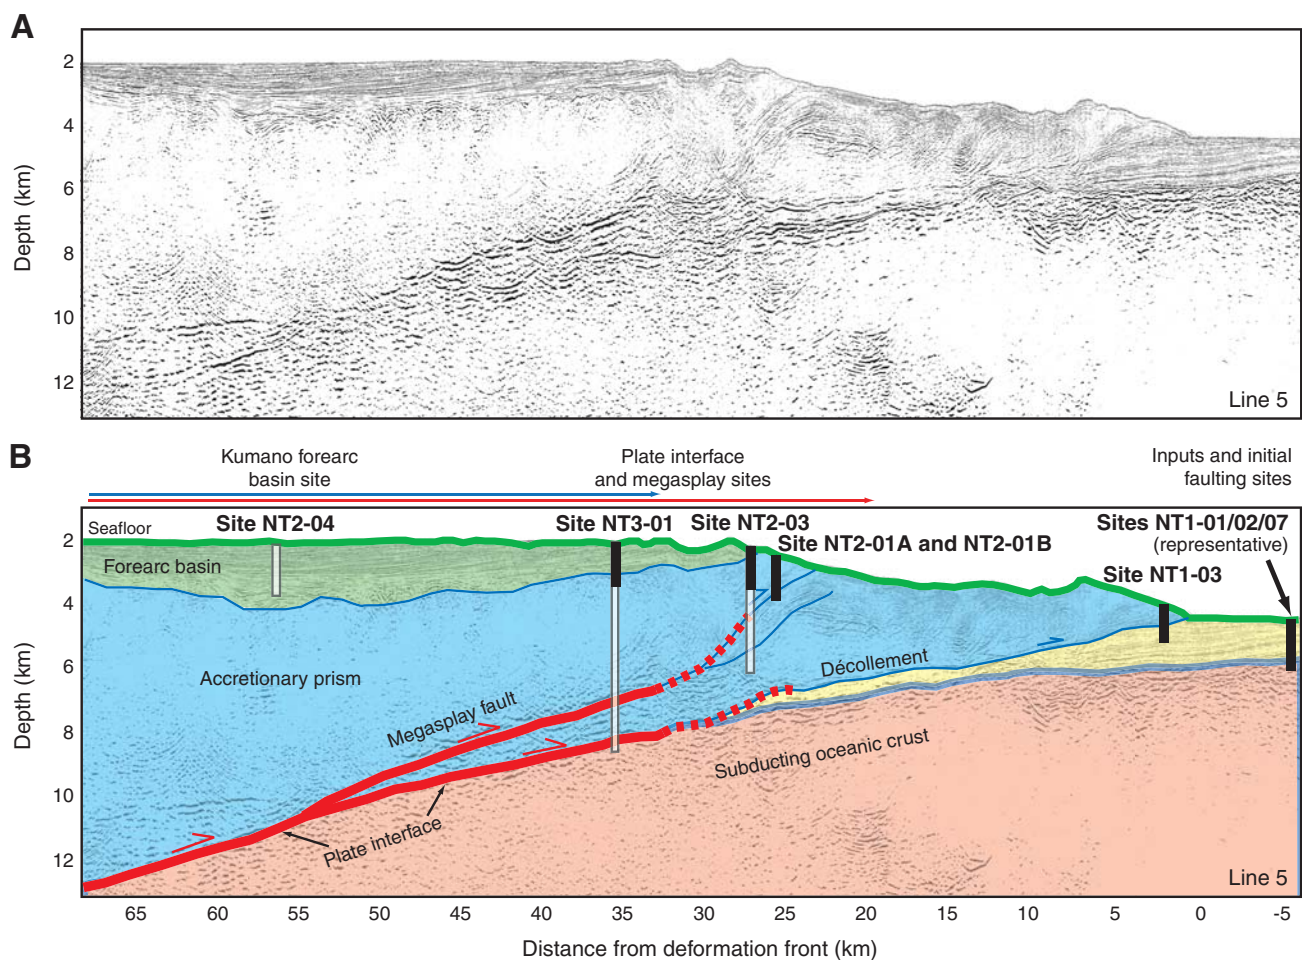 A
2
4
6
8
10
12
Depth (km)
Line 5
B
Kumano forearc
basin site
Plate interface
and megasplay sites
Inputs and initial
faulting sites
Seafloor
Site NT2-04
Site NT3-01
Site NT2-03
Sites NT1-01/02/07
(representative)
Site NT2-01A and NT2-01B
Site NT1-03
Forearc basin
Accretionary prism
Décollement
Megasplay fault
Subducting oceanic crust
Plate interface
2
4
6
8
10
12
Depth (km)
Line 5
65 60 55 50 45 40 35 30 25 20 15 10 5 0 -5
Distance from deformation front (km)